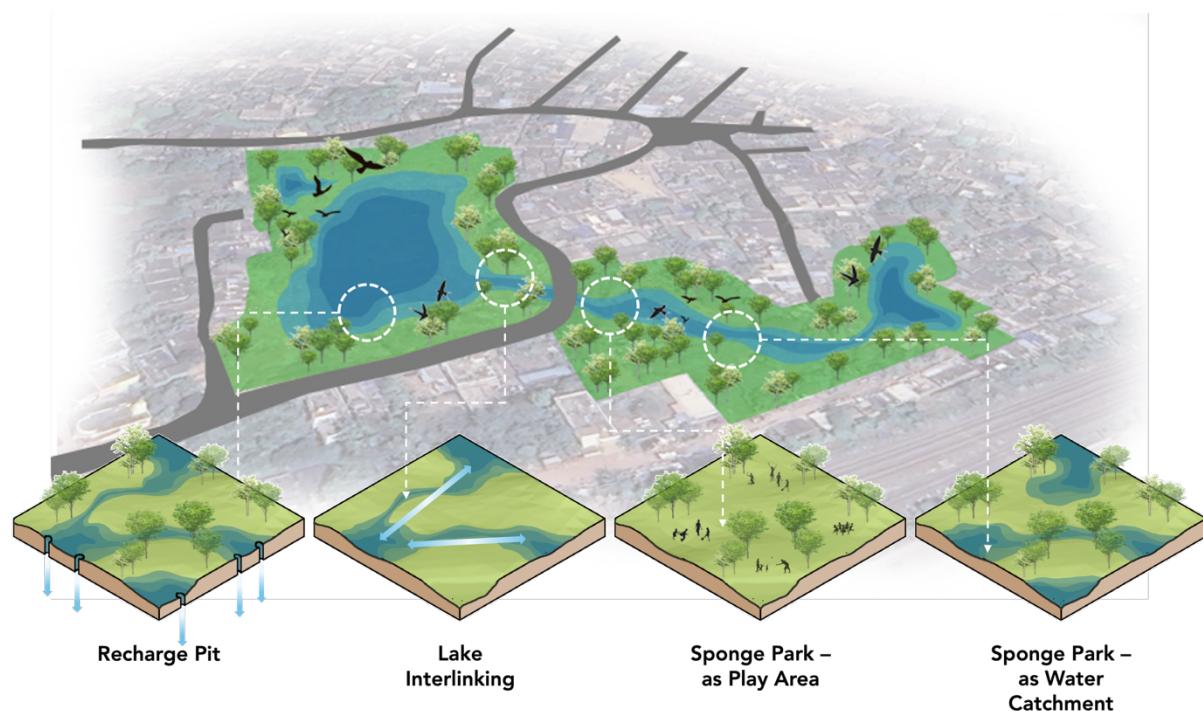 Recharge Pit
Lake
Interlinking
Sponge Park –
as Play Area
Sponge Park –
as Water
Catchment